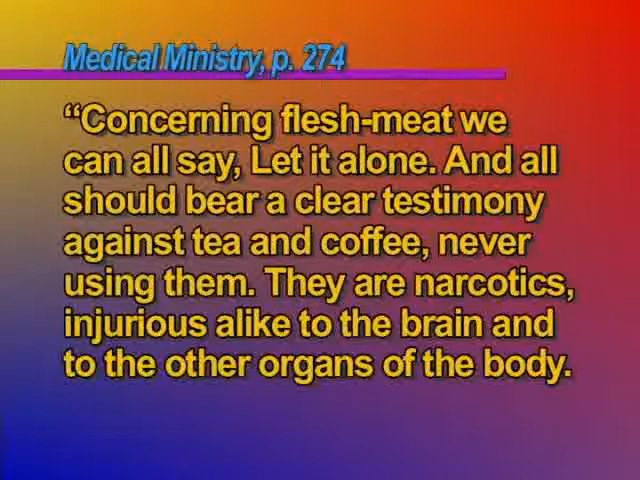 Medical Ministry, p. 274
“Concerning flesh-meat we
can all say, Let it alone. And all
should bear a clear testimony
against tea and coffee, never
using them. They are narcotics,
injurious alike to the brain and
to the other organs of the body.